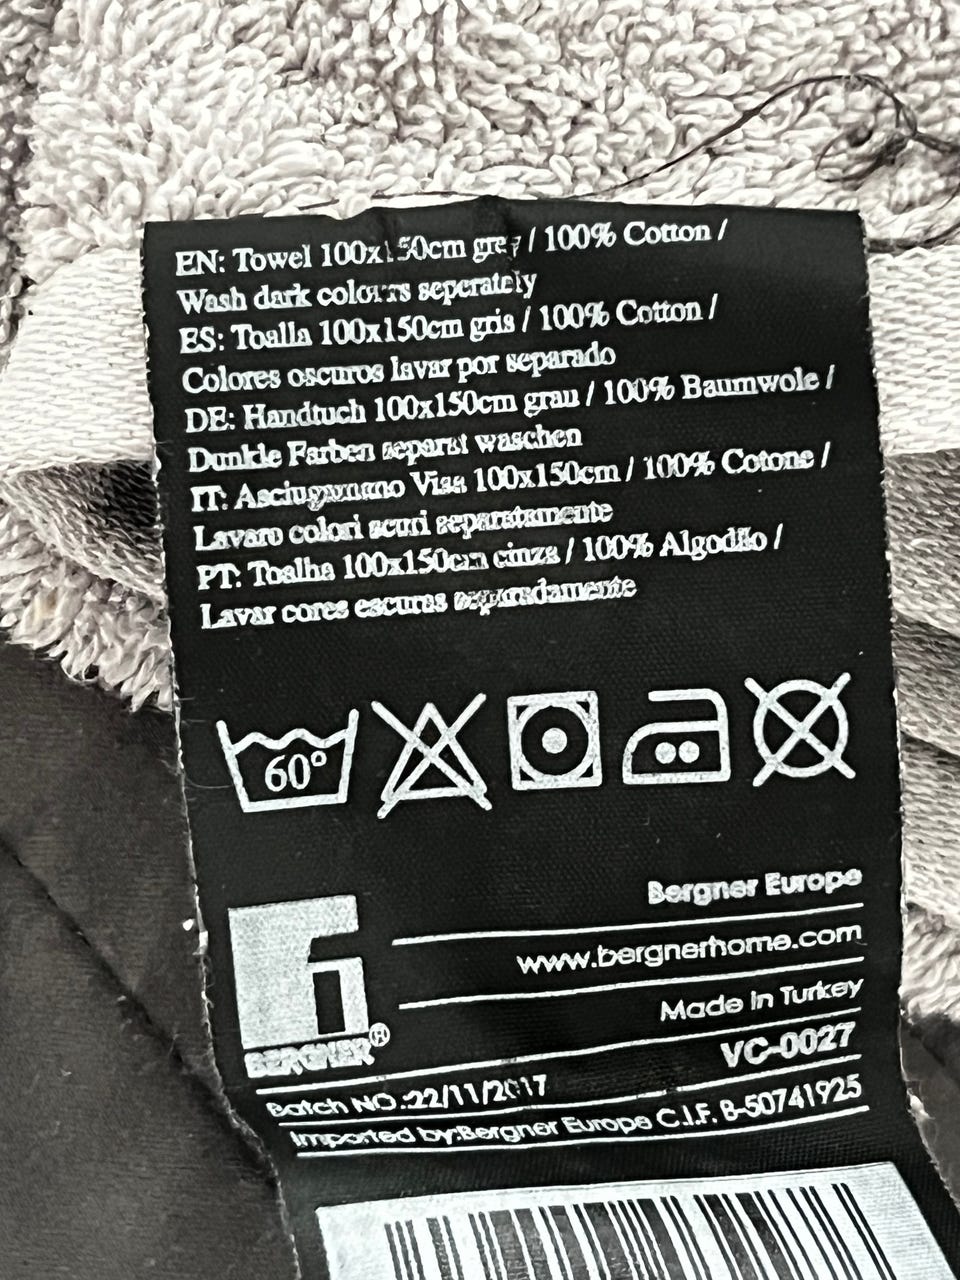 EN: Towel 100x150cm grey / 100% Cotton /
Wash dark colours seperately
ES: Toalla 100x150cm gris / 100% Cotton /
Colores oscuros lavar por separado
DE: Handtuch 100x150cm grau / 100% Baumwole /
Dunkle Farben separat waschen
IT: Asciugamano Visa 100x150cm / 100% Cotone /
Lavaro colori scuri separatamente
PT: Toalha 100x150cm cinza / 100% Algodão /
Lavar cores escuras separadamente
60°
Bergner Europe
www.bergnerhome.com
Made in Turkey
BERGNER®
VC-0027
Batch NO.:22/11/2017
Imported by:Bergner Europe C.I.F. B-50741925